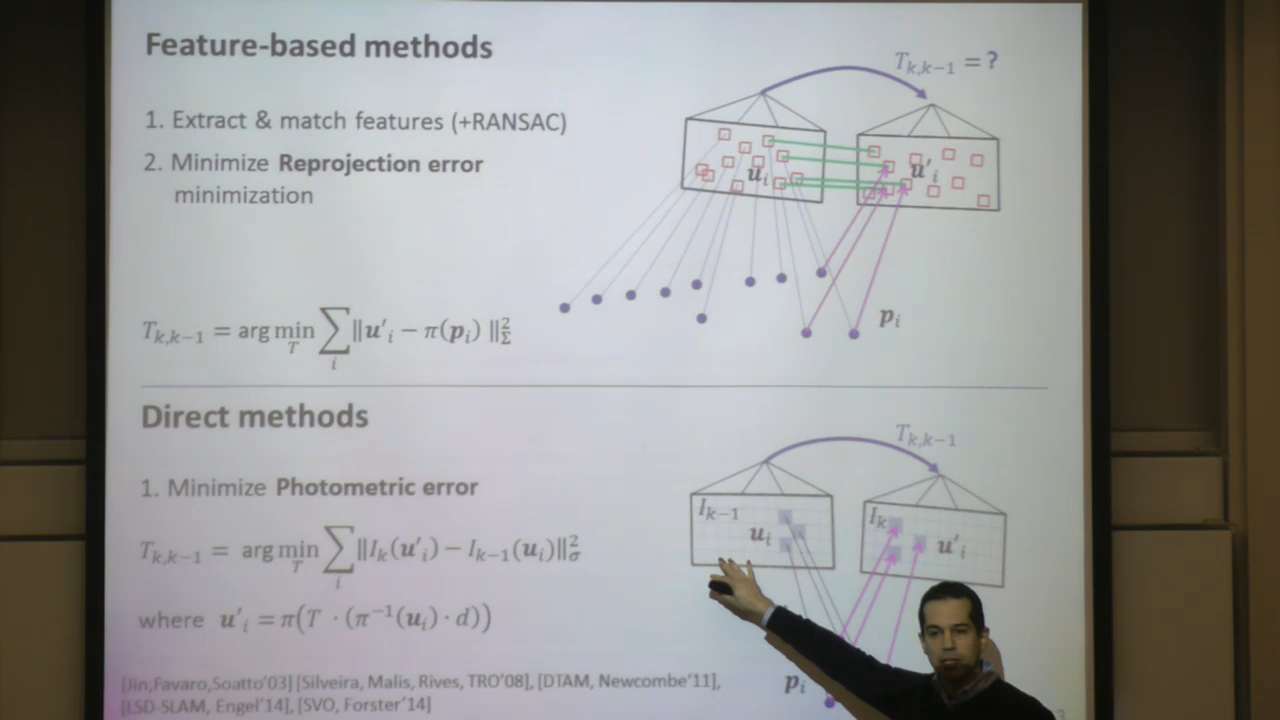 Feature-based methods
T_{k,k-1} = ?
1. Extract & match features (+RANSAC)
2. Minimize Reprojection error
minimization
u_i
u'_i
p_i
T_{k,k-1} = arg min_T ∑_i ‖u'_i − π(p_i) ‖²_Σ
Direct methods
T_{k,k-1}
1. Minimize Photometric error
I_{k-1}
u_i
I_k
u'_i
T_{k,k-1} = arg min_T ∑_i ‖I_k(u'_i) − I_{k-1}(u_i)‖²_σ
where u'_i = π(T · (π⁻¹(u_i) · d))
p_i
[Jin,Favaro,Soatto'03] [Silveira, Malis, Rives, TRO'08], [DTAM, Newcombe'11],
[LSD-SLAM, Engel'14], [SVO, Forster'14]